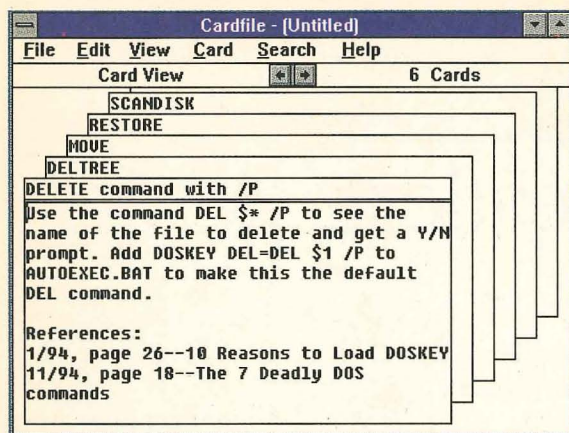 Cardfile - (Untitled)
File Edit View Card Search Help
Card View 6 Cards
SCANDISK
RESTORE
MOVE
DELTREE
DELETE command with /P
Use the command DEL $* /P to see the
name of the file to delete and get a Y/N
prompt. Add DOSKEY DEL=DEL $1 /P to
AUTOEXEC.BAT to make this the default
DEL command.
References:
1/94, page 26--10 Reasons to Load DOSKEY
11/94, page 18--The 7 Deadly DOS
commands